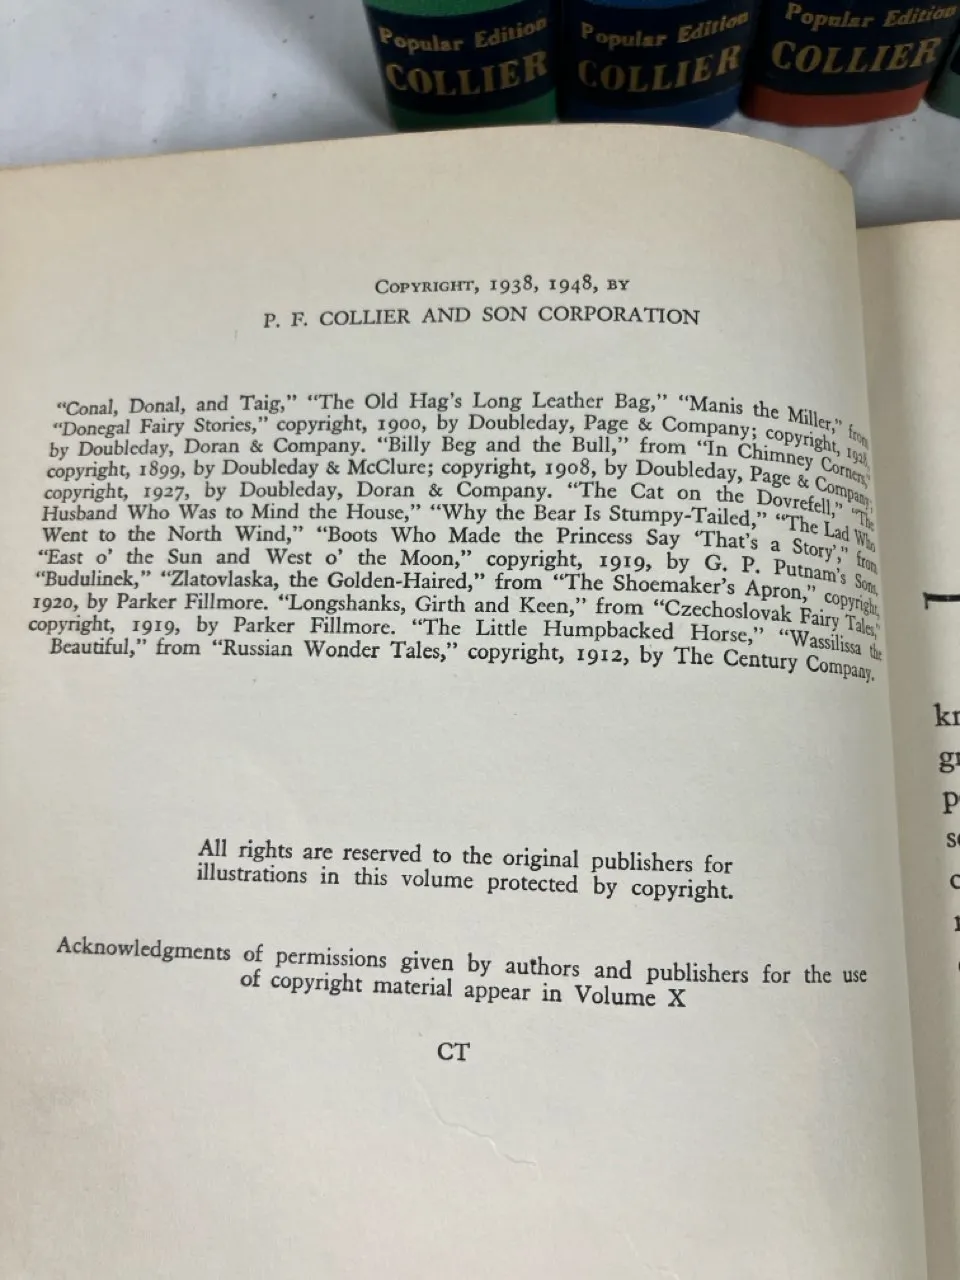 Popular Edition
COLLIER
Popular Edition
COLLIER
Popular Edition
COLLIER
COPYRIGHT, 1938, 1948, BY
P. F. COLLIER AND SON CORPORATION
"Conal, Donal, and Taig," "The Old Hag's Long Leather Bag," "Manis the Miller," from
"Donegal Fairy Stories," copyright, 1900, by Doubleday, Page & Company; copyright, 1928,
by Doubleday, Doran & Company. "Billy Beg and the Bull," from "In Chimney Corners,"
copyright, 1899, by Doubleday & McClure; copyright, 1908, by Doubleday, Page & Company;
copyright, 1927, by Doubleday, Doran & Company. "The Cat on the Dovrefell," "The
Husband Who Was to Mind the House," "Why the Bear Is Stumpy-Tailed," "The Lad Who
Went to the North Wind," "Boots Who Made the Princess Say 'That's a Story'," from
"East o' the Sun and West o' the Moon," copyright, 1919, by G. P. Putnam's Sons,
"Budulinek," "Zlatovlaska, the Golden-Haired," from "The Shoemaker's Apron," copyright,
1920, by Parker Fillmore. "Longshanks, Girth and Keen," from "Czechoslovak Fairy Tales,"
copyright, 1919, by Parker Fillmore. "The Little Humpbacked Horse," "Wassilissa the
Beautiful," from "Russian Wonder Tales," copyright, 1912, by The Century Company.
All rights are reserved to the original publishers for
illustrations in this volume protected by copyright.
Acknowledgments of permissions given by authors and publishers for the use
of copyright material appear in Volume X
CT